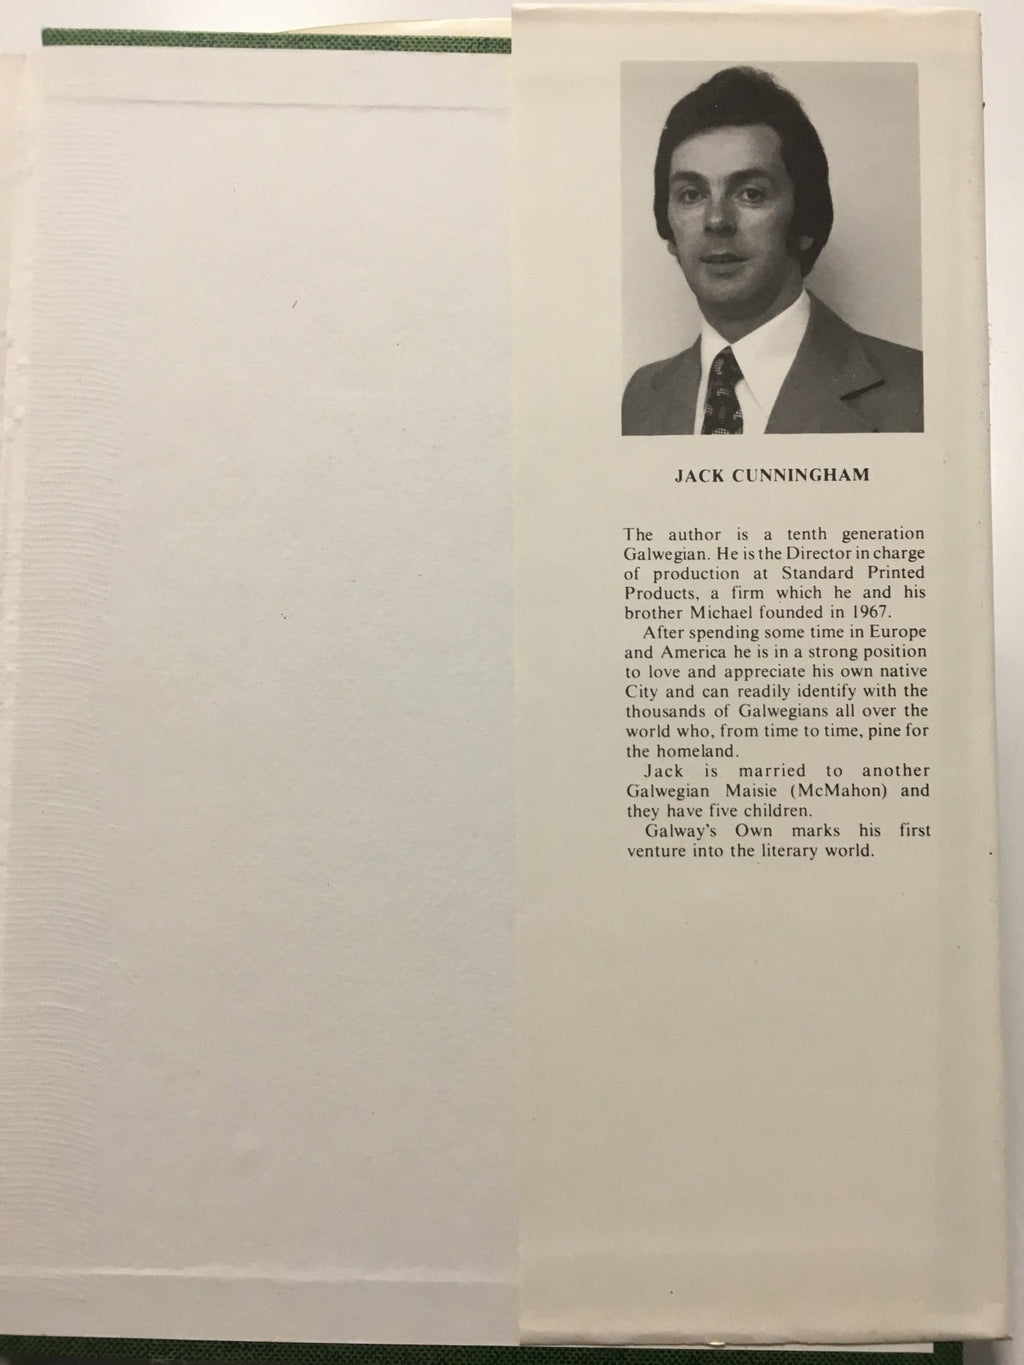 JACK CUNNINGHAM
The author is a tenth generation
Galwegian. He is the Director in charge
of production at Standard Printed
Products, a firm which he and his
brother Michael founded in 1967.
After spending some time in Europe
and America he is in a strong position
to love and appreciate his own native
City and can readily identify with the
thousands of Galwegians all over the
world who, from time to time, pine for
the homeland.
Jack is married to another
Galwegian Maisie (McMahon) and
they have five children.
Galway's Own marks his first
venture into the literary world.